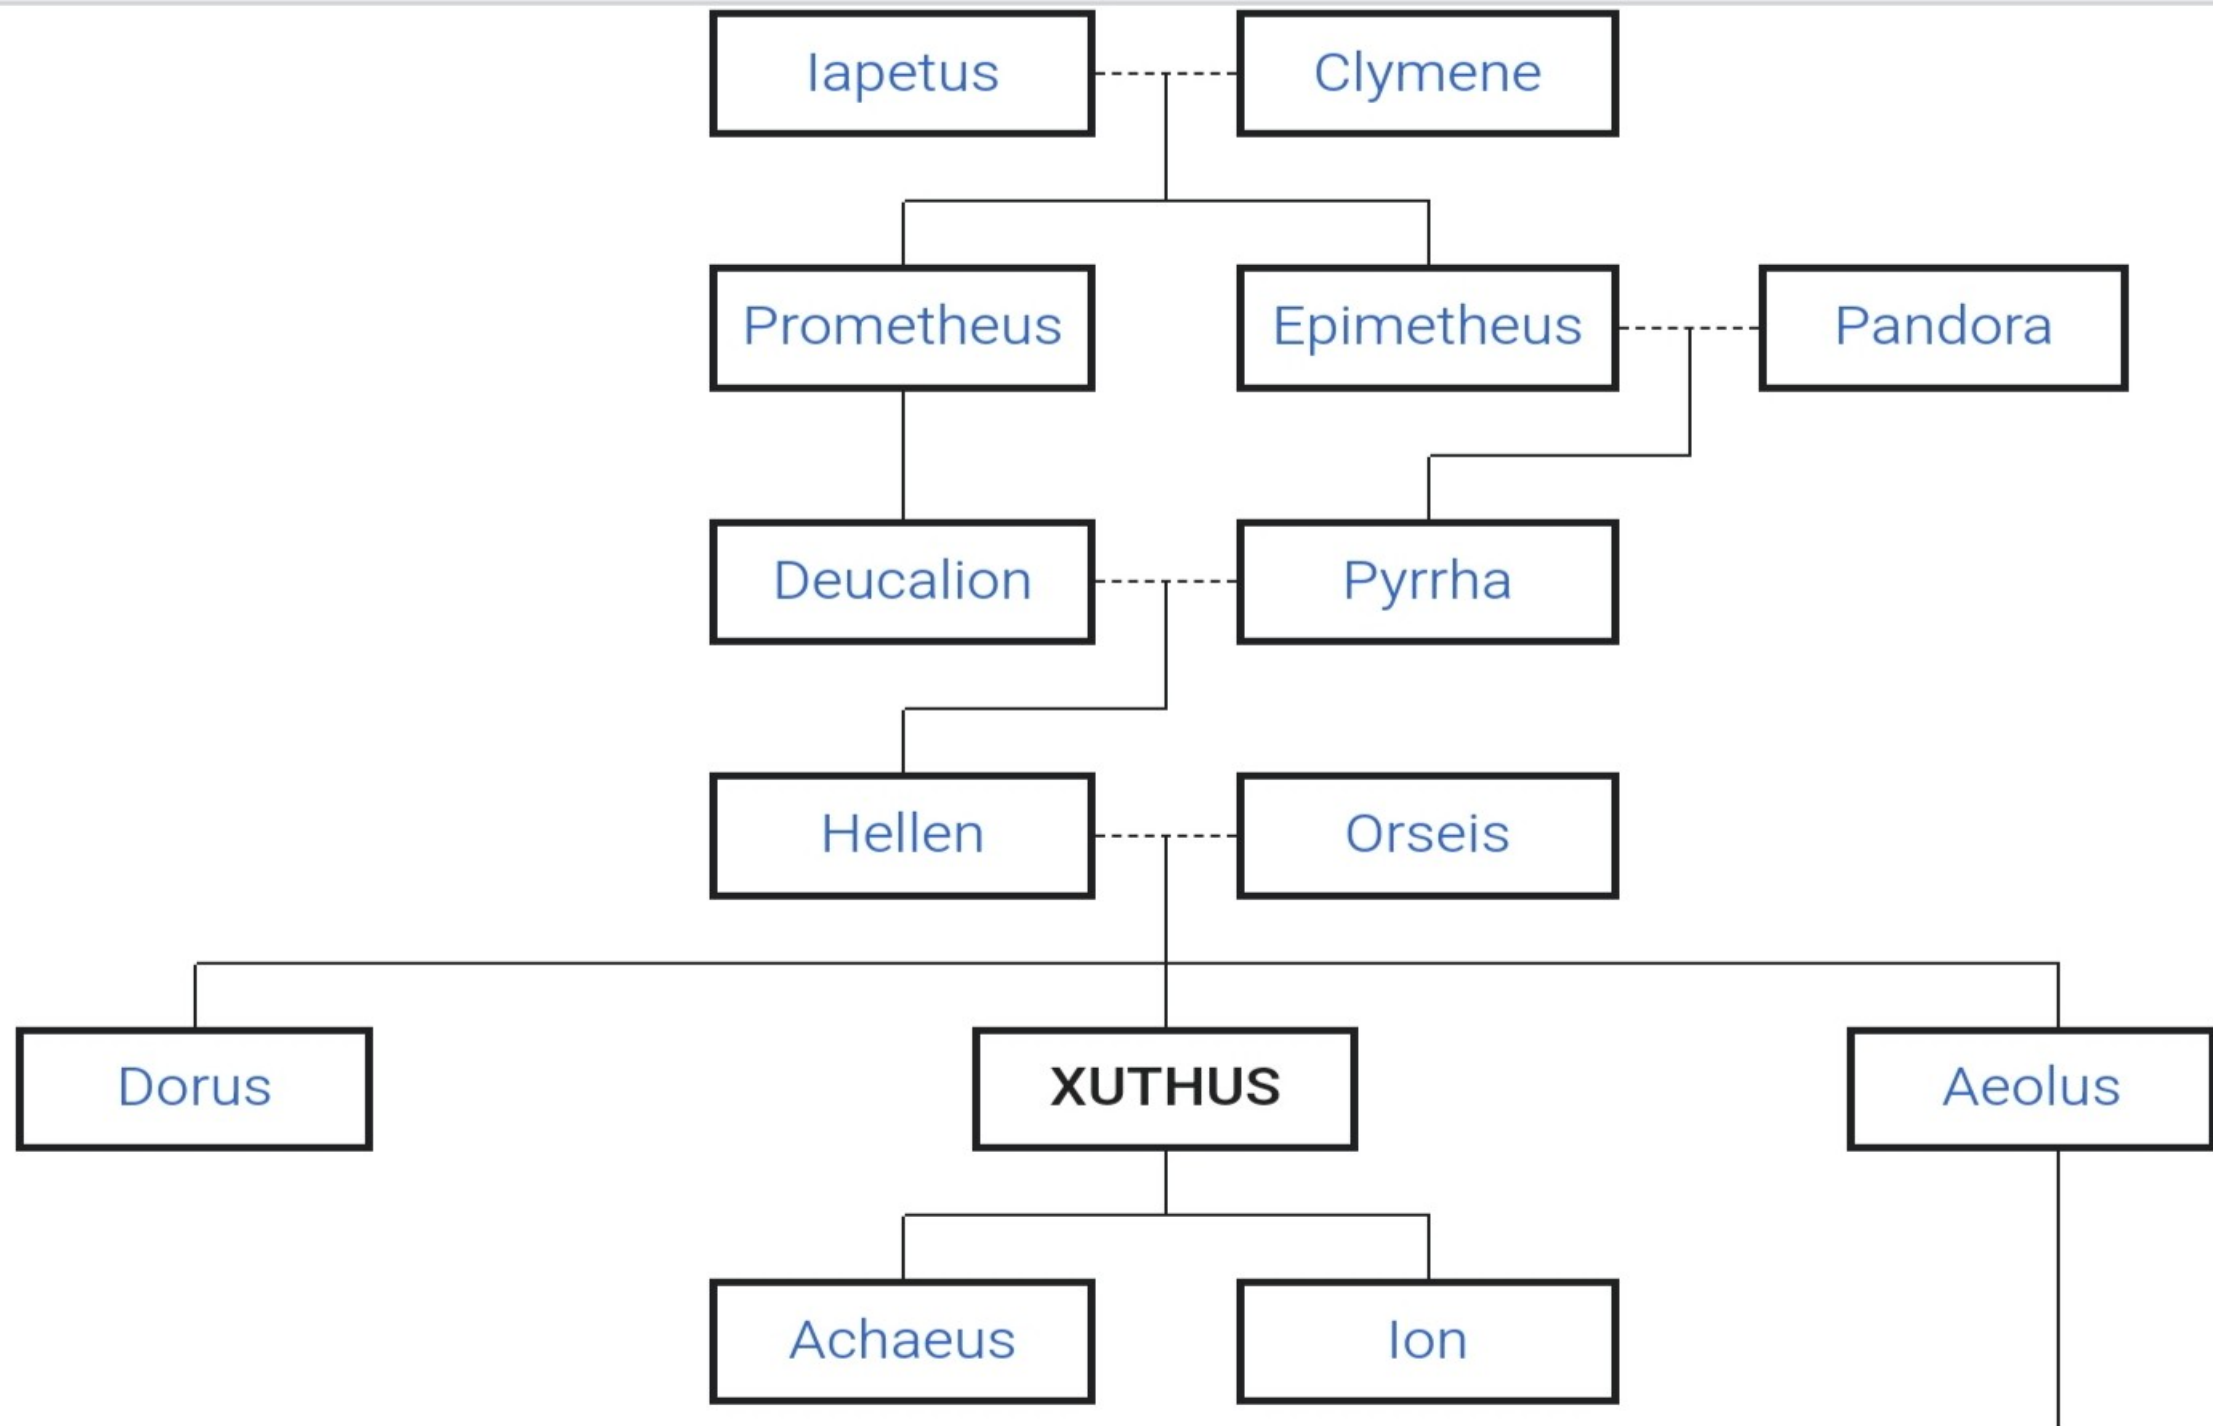 Iapetus
Clymene
Prometheus
Epimetheus
Pandora
Deucalion
Pyrrha
Hellen
Orseis
Dorus
XUTHUS
Aeolus
Achaeus
Ion